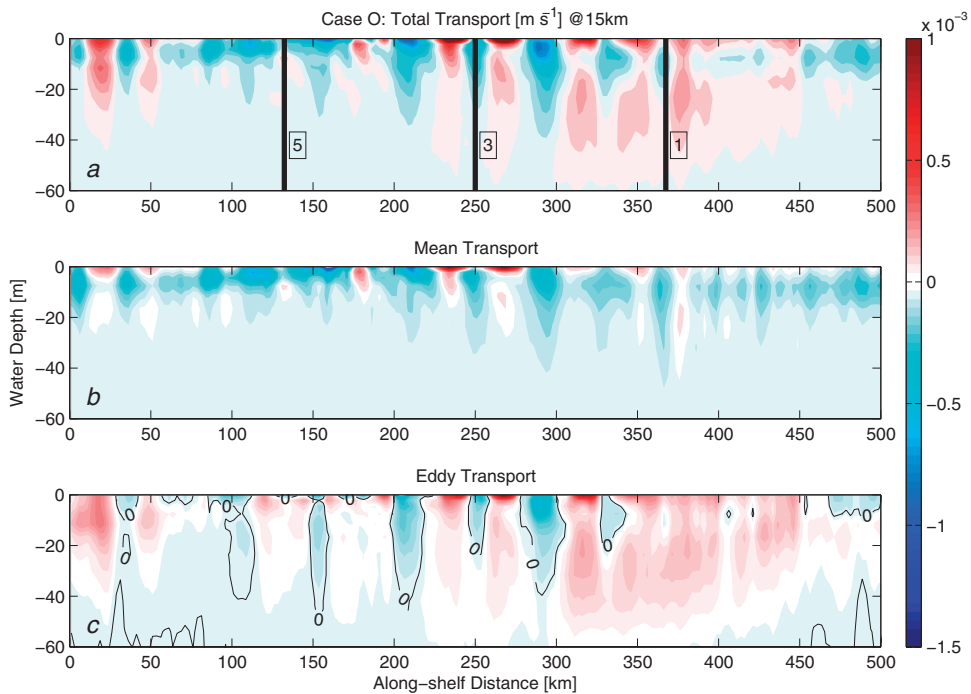 Case O: Total Transport [m s⁻¹] @15km
x 10⁻³
0
−20
−40
−60
a
5
3
1
0 50 100 150 200 250 300 350 400 450 500
1
0.5
0
−0.5
−1
−1.5
Mean Transport
Water Depth [m]
0
−20
−40
−60
b
0 50 100 150 200 250 300 350 400 450 500
Eddy Transport
0
−20
−40
−60
c
0 0 0 0 0
0 0 0 0 0 0
0 50 100 150 200 250 300 350 400 450 500
Along−shelf Distance [km]